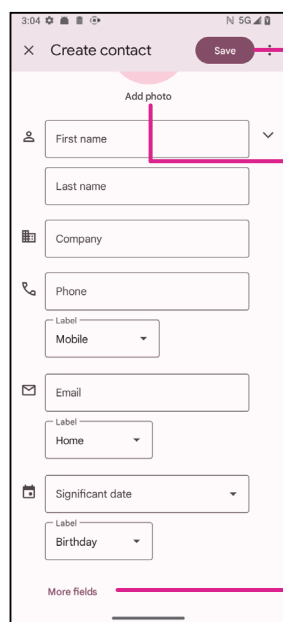 3:04 5G
Create contact Save
Add photo
First name
Last name
Company
Phone
Label
Mobile
Email
Label
Home
Significant date
Label
Birthday
More fields